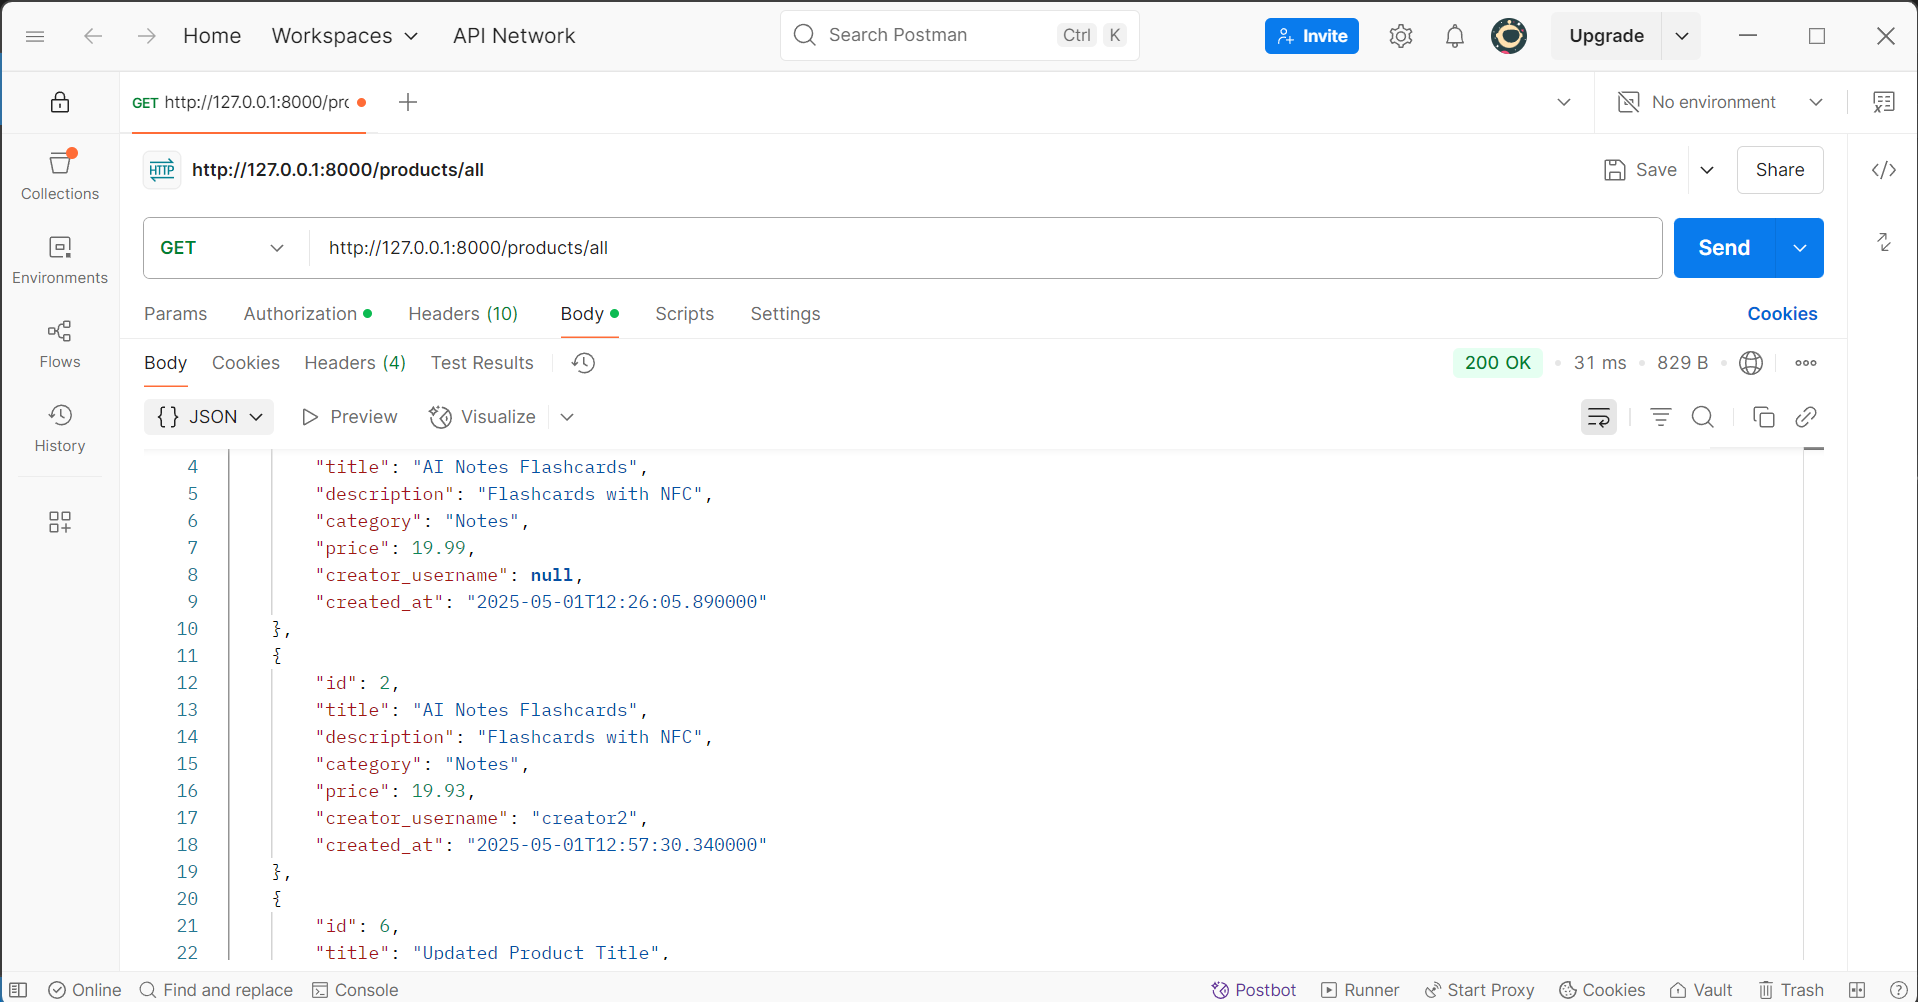 Home Workspaces API Network Search Postman Ctrl K Invite Upgrade
GET http://127.0.0.1:8000/prc No environment
HTTP http://127.0.0.1:8000/products/all Save Share
Collections
GET http://127.0.0.1:8000/products/all Send
Environments
Params Authorization Headers (10) Body Scripts Settings Cookies
Flows
Body Cookies Headers (4) Test Results 200 OK 31 ms 829 B
{} JSON Preview Visualize
History
4 "title": "AI Notes Flashcards",
5 "description": "Flashcards with NFC",
6 "category": "Notes",
7 "price": 19.99,
8 "creator_username": null,
9 "created_at": "2025-05-01T12:26:05.890000"
10 },
11 {
12 "id": 2,
13 "title": "AI Notes Flashcards",
14 "description": "Flashcards with NFC",
15 "category": "Notes",
16 "price": 19.93,
17 "creator_username": "creator2",
18 "created_at": "2025-05-01T12:57:30.340000"
19 },
20 {
21 "id": 6,
22 "title": "Updated Product Title",
Online Find and replace Console Postbot Runner Start Proxy Cookies Vault Trash